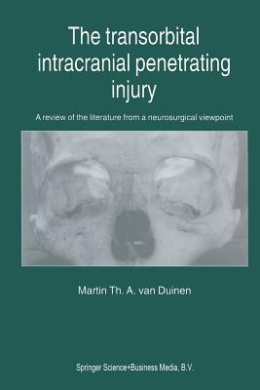 The transorbital
intracranial penetrating
injury
A review of the literature from a neurosurgical viewpoint
Martin Th. A. van Duinen
Springer Science+Business Media, B.V.